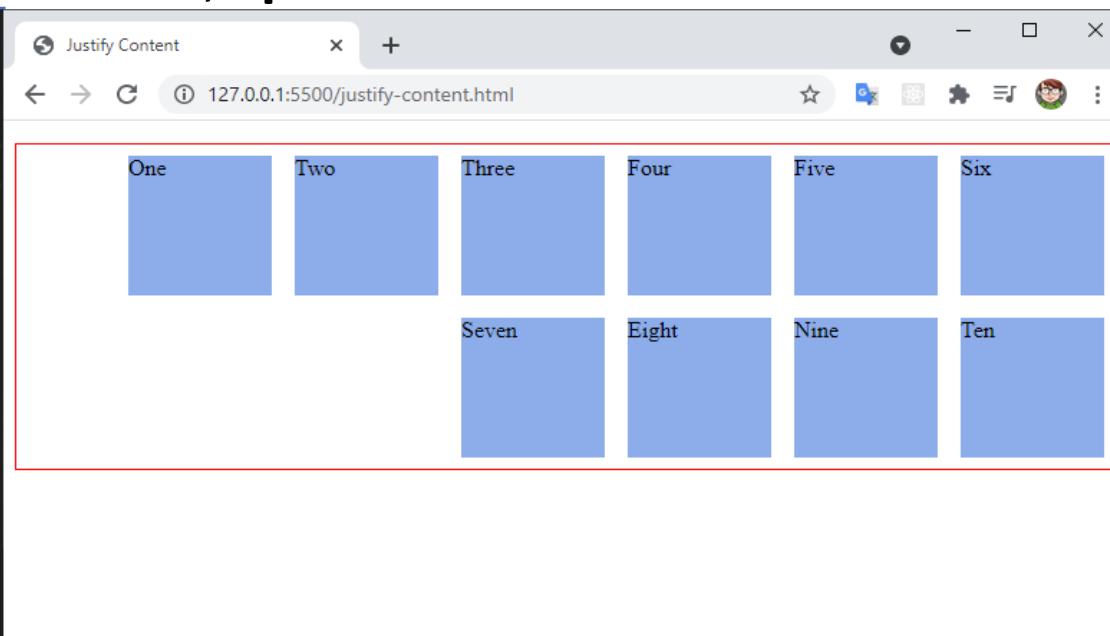 Justify Content
127.0.0.1:5500/justify-content.html
One Two Three Four Five Six
Seven Eight Nine Ten